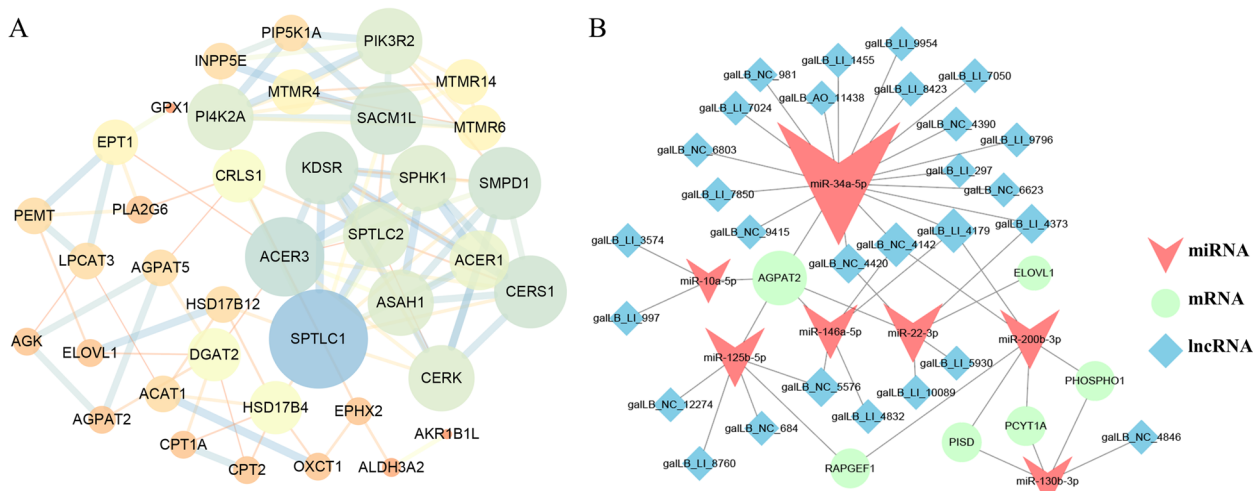 A
PIP5K1A
PIK3R2
INPP5E
MTMR14
MTMR4
GPX1
PI4K2A
SACM1L
MTMR6
EPT1
KDSR
CRLS1
SPHK1
SMPD1
PEMT
PLA2G6
SPTLC2
LPCAT3
ACER3
ACER1
AGPAT5
CERS1
HSD17B12
ASAH1
SPTLC1
AGK
ELOVL1
DGAT2
CERK
ACAT1
HSD17B4
AGPAT2
EPHX2
AKR1B1L
CPT1A
CPT2
OXCT1
ALDH3A2
B
galLB_LI_9954
galLB_LI_1455
galLB_NC_981
galLB_LI_7050
galLB_LI_8423
galLB_AO_11438
galLB_LI_7024
galLB_NC_4390
galLB_LI_9796
galLB_NC_6803
galLB_LI_297
miR-34a-5p
galLB_NC_6623
galLB_LI_7850
galLB_LI_4373
galLB_LI_4179
galLB_NC_9415
galLB_LI_3574
galLB_NC_4142
galLB_NC_4420
miR-10a-5p
AGPAT2
ELOVL1
galLB_LI_997
miR-146a-5p
miR-22-3p
miR-200b-3p
miR-125b-5p
galLB_LI_5930
PHOSPHO1
galLB_NC_5576
galLB_LI_10089
galLB_NC_12274
galLB_LI_4832
galLB_NC_684
PCYT1A
PISD
galLB_NC_4846
galLB_LI_8760
RAPGEF1
miR-130b-3p
miRNA
mRNA
lncRNA